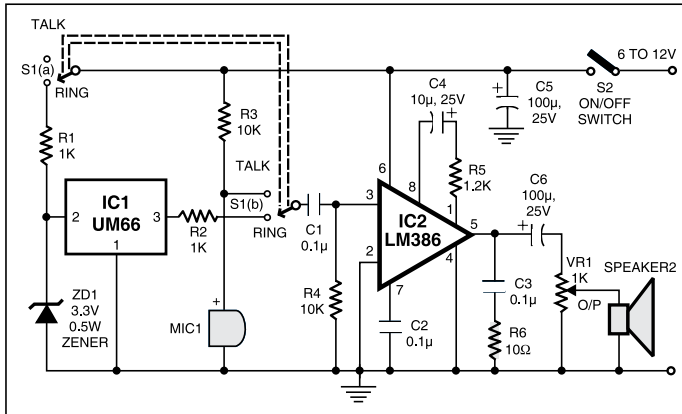 TALK
S1(a)
RING
R1
1K
IC1
UM66
2
3
1
R2
1K
ZD1
3.3V
0.5W
ZENER
R3
10K
TALK
S1(b)
RING
MIC1
+
C1
0.1µ
R4
10K
C4
10µ, 25V
+
R5
1.2K
6
8
3
1
IC2
LM386
5
2
4
7
C2
0.1µ
C5
100µ,
25V
+
S2
ON/OFF
SWITCH
6 TO 12V
C6
100µ,
25V
+
C3
0.1µ
R6
10Ω
VR1
1K
O/P
SPEAKER2